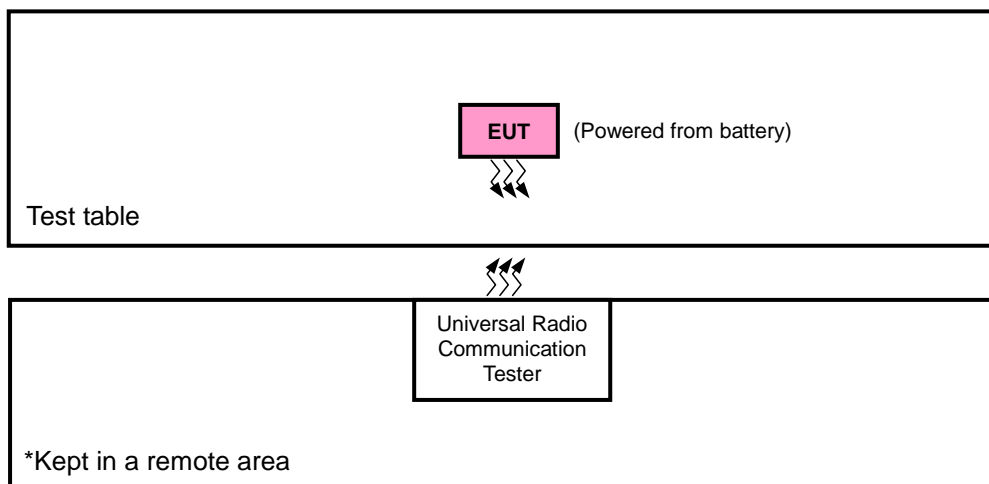 EUT
(Powered from battery)
Test table
Universal Radio
Communication
Tester
*Kept in a remote area